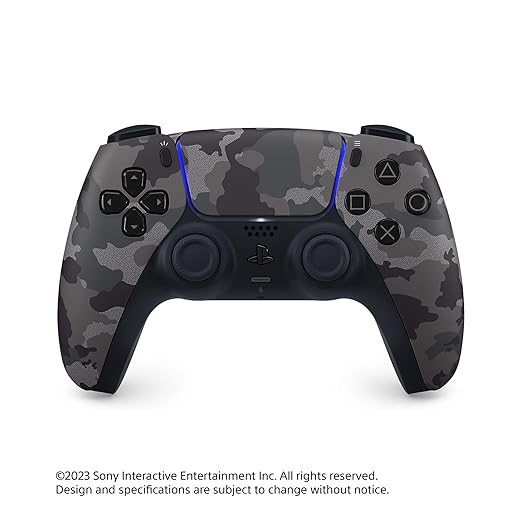 ©2023 Sony Interactive Entertainment Inc. All rights reserved.
Design and specifications are subject to change without notice.